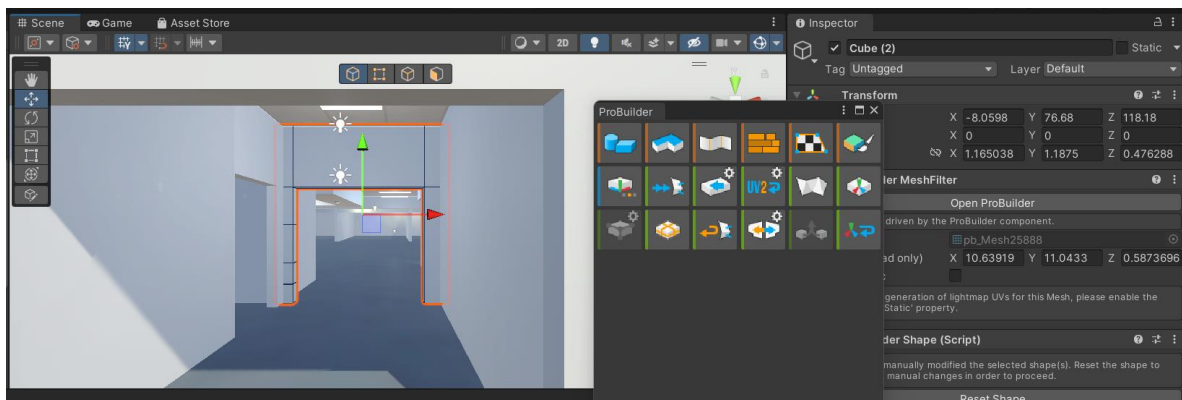 Scene Game Asset Store
2D
ProBuilder
UV2
Inspector
Cube (2) Static
Tag Untagged Layer Default
Transform
X -8.0598 Y 76.68 Z 118.18
X 0 Y 0 Z 0
X 1.165038 Y 1.1875 Z 0.476288
der MeshFilter
Open ProBuilder
driven by the ProBuilder component.
pb_Mesh25888
ad only) X 10.63919 Y 11.0433 Z 0.5873696
generation of lightmap UVs for this Mesh, please enable the
Static' property.
der Shape (Script)
manually modified the selected shape(s). Reset the shape to
manual changes in order to proceed.
Reset Shape